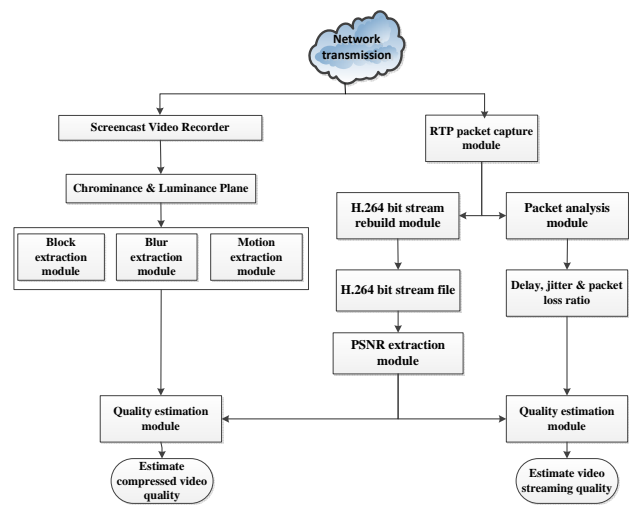 Network
transmission
Screencast Video Recorder
RTP packet capture
module
Chrominance & Luminance Plane
H.264 bit stream
rebuild module
Packet analysis
module
Block
extraction
module
Blur
extraction
module
Motion
extraction
module
H.264 bit stream file
Delay, jitter & packet
loss ratio
PSNR extraction
module
Quality estimation
module
Quality estimation
module
Estimate
compressed video
quality
Estimate video
streaming quality